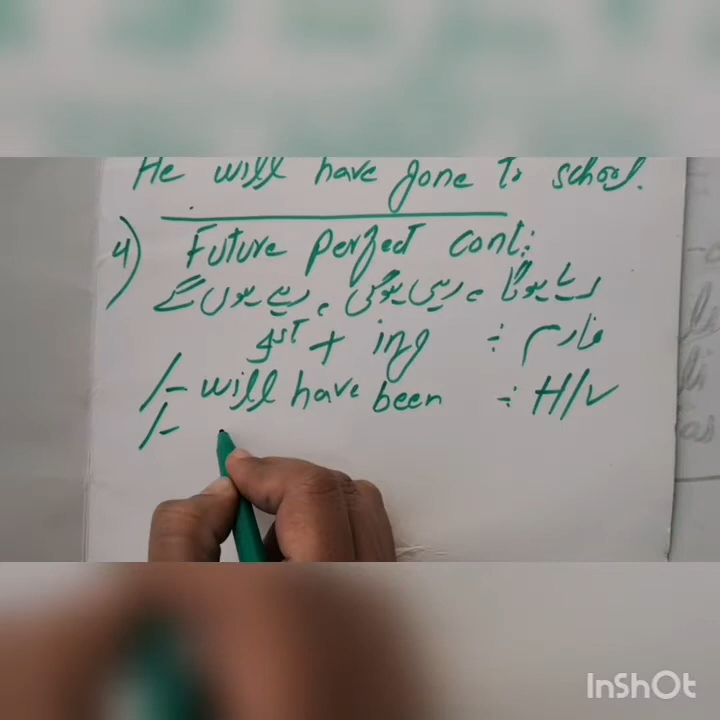 He will have gone To school.
4) Future perfect cont:
رہا ہوگا ، رہی ہوگی ، رہے ہوں گے
فارم :- 1st + ing
/- will have been :- H/V
/-
InShOt